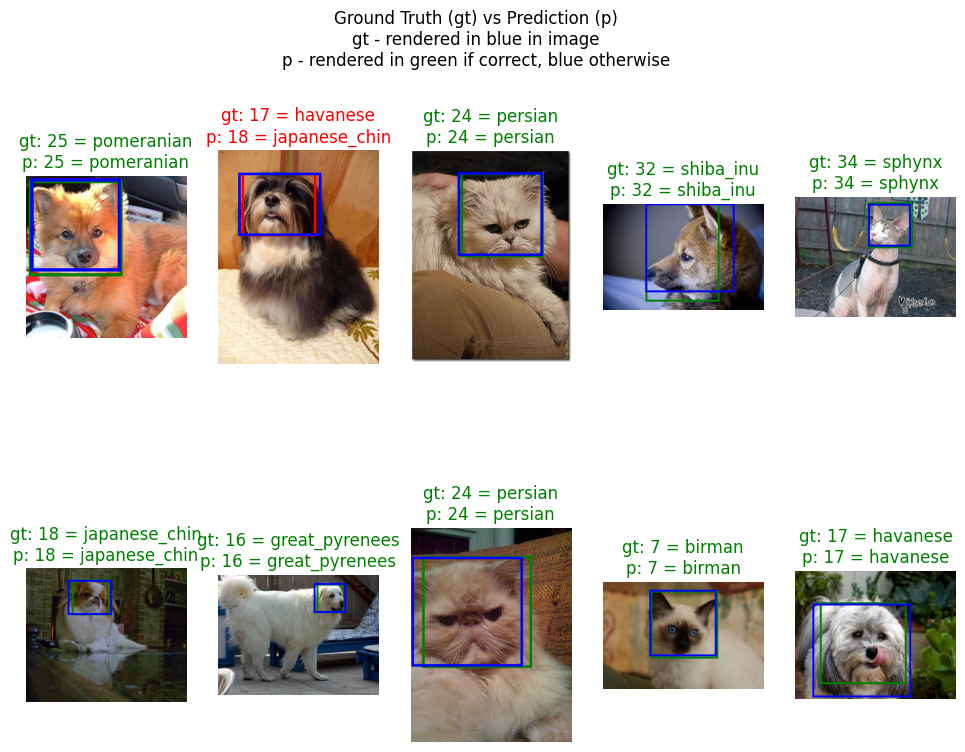 Ground Truth (gt) vs Prediction (p)
gt - rendered in blue in image
p - rendered in green if correct, blue otherwise
gt: 25 = pomeranian
p: 25 = pomeranian
gt: 17 = havanese
p: 18 = japanese_chin
gt: 24 = persian
p: 24 = persian
gt: 32 = shiba_inu
p: 32 = shiba_inu
gt: 34 = sphynx
p: 34 = sphynx
gt: 18 = japanese_chin
p: 18 = japanese_chin
gt: 16 = great_pyrenees
p: 16 = great_pyrenees
gt: 24 = persian
p: 24 = persian
gt: 7 = birman
p: 7 = birman
gt: 17 = havanese
p: 17 = havanese